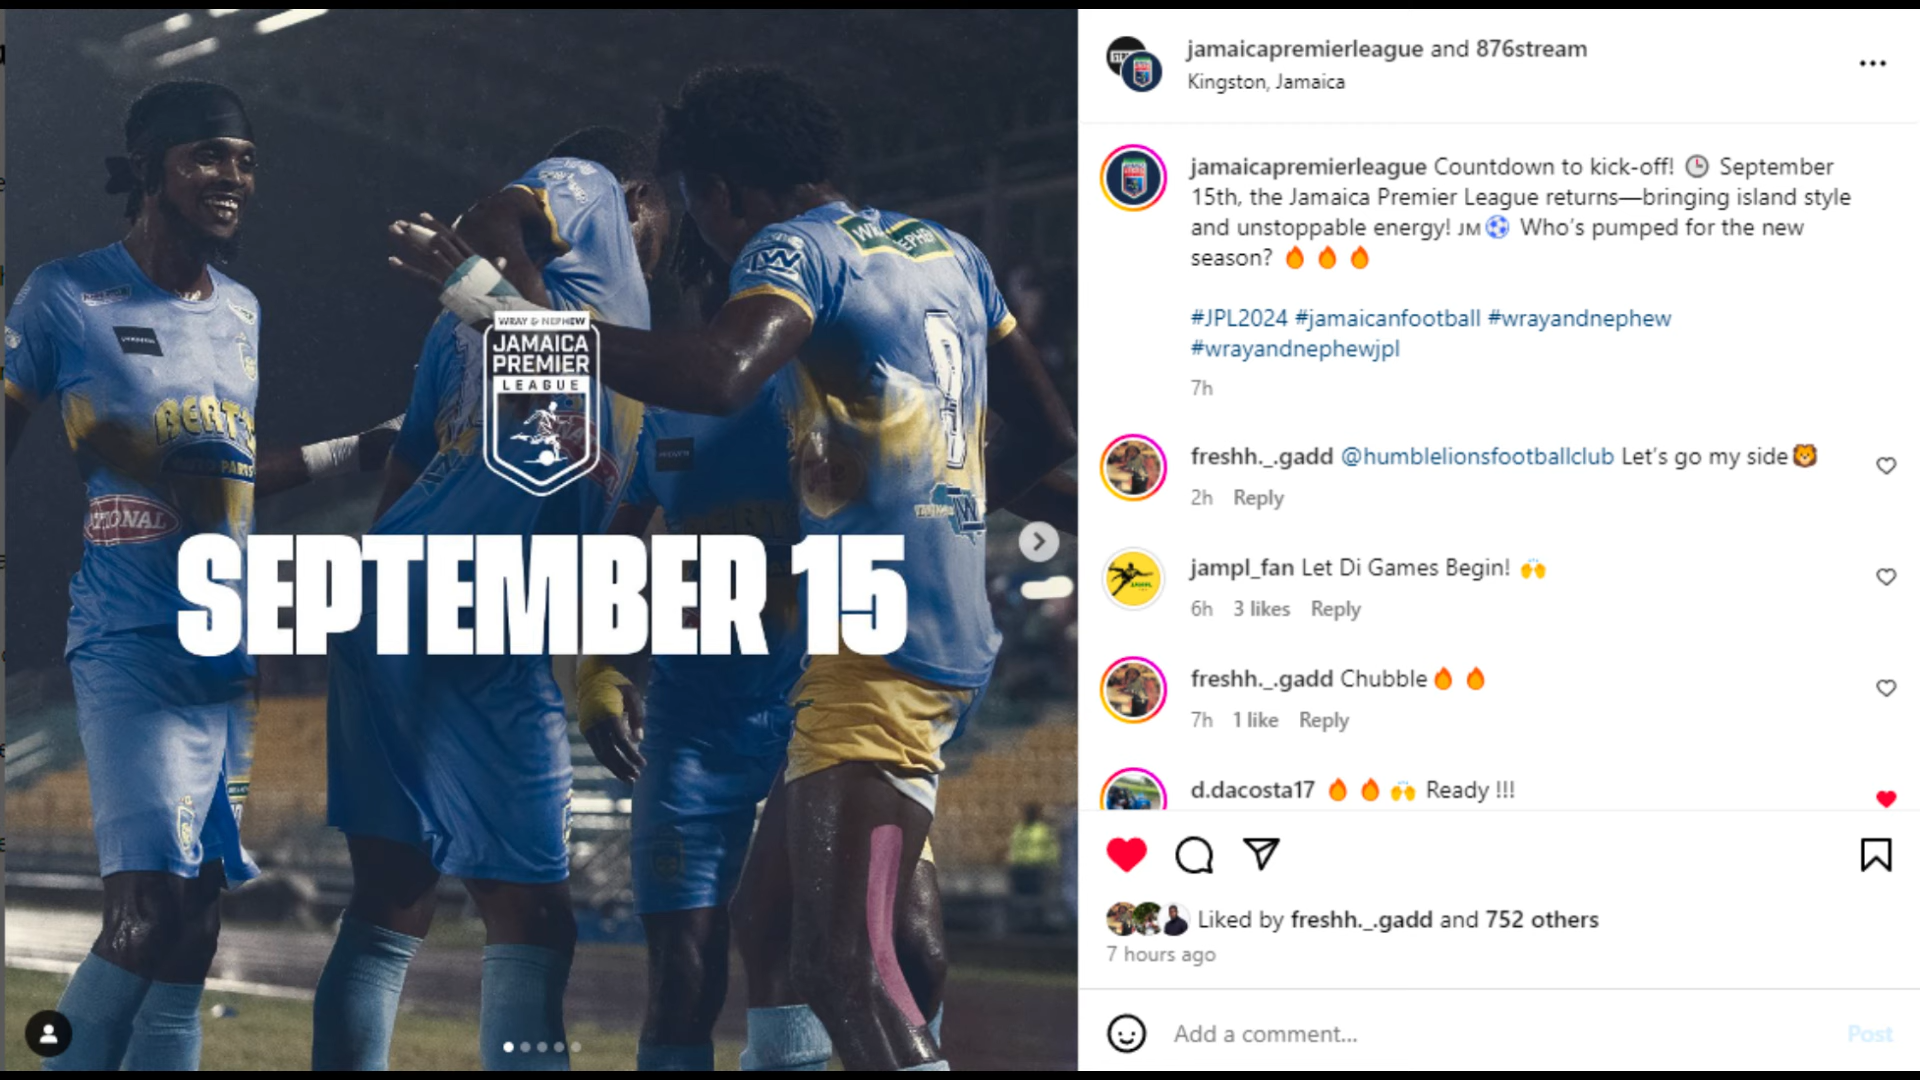 jamaicapremierleague and 876stream
Kingston, Jamaica
WRAY & NEPHEW
JAMAICA
PREMIER
LEAGUE
SEPTEMBER 15
jamaicapremierleague Countdown to kick-off! 🕒 September
15th, the Jamaica Premier League returns—bringing island style
and unstoppable energy! JM⚽ Who's pumped for the new
season? 🔥 🔥 🔥
#JPL2024 #jamaicanfootball #wrayandnephew
#wrayandnephewjpl
7h
freshh._.gadd @humblelionsfootballclub Let's go my side🦁
2h Reply
jampl_fan Let Di Games Begin! 🙌
6h 3 likes Reply
freshh._.gadd Chubble🔥 🔥
7h 1 like Reply
d.dacosta17 🔥 🔥 🙌 Ready !!!
Liked by freshh._.gadd and 752 others
7 hours ago
Add a comment...
Post